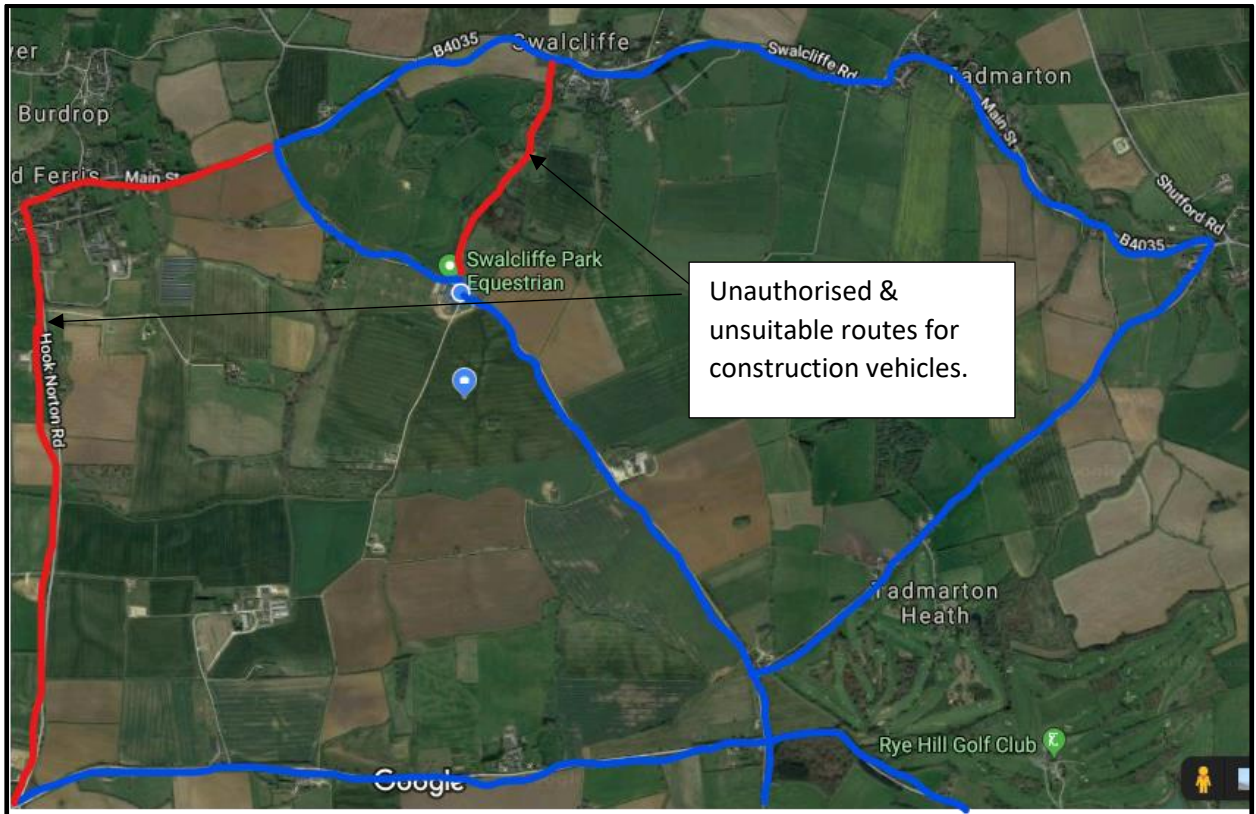 B4035
Swalcliffe
Swalcliffe Rd
Tadmarton
ver
Burdrop
Main St
d Ferris
Main St
Shutford Rd
B4035
Swalcliffe Park
Equestrian
Unauthorised &
unsuitable routes for
construction vehicles.
Hook Norton Rd
Tadmarton
Heath
Rye Hill Golf Club
Google